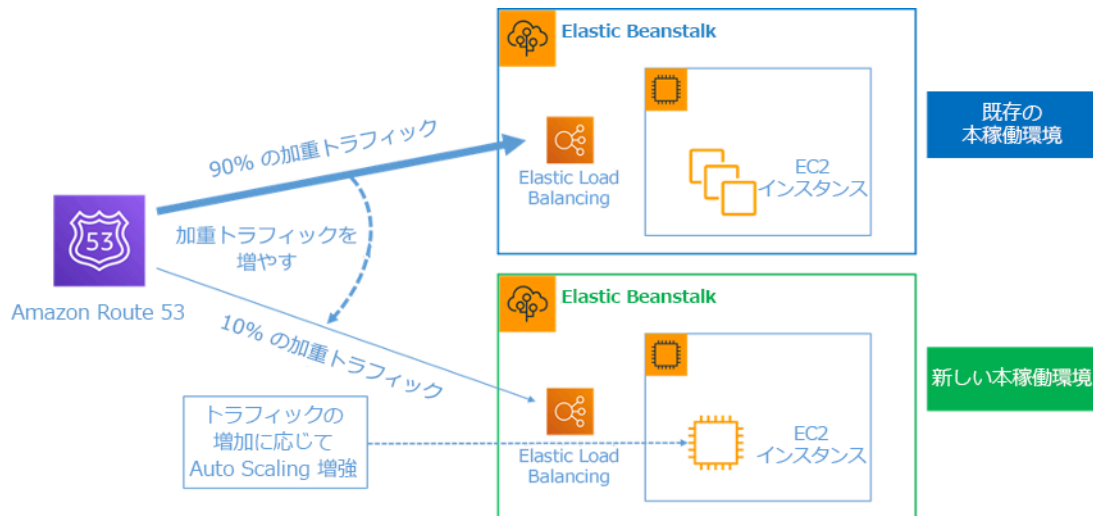 Elastic Beanstalk
90% の加重トラフィック
Elastic Load
Balancing
EC2
インスタンス
既存の
本稼働環境
53
Amazon Route 53
加重トラフィックを
増やす
10% の加重トラフィック
Elastic Beanstalk
トラフィックの
増加に応じて
Auto Scaling 増強
Elastic Load
Balancing
EC2
インスタンス
新しい本稼働環境